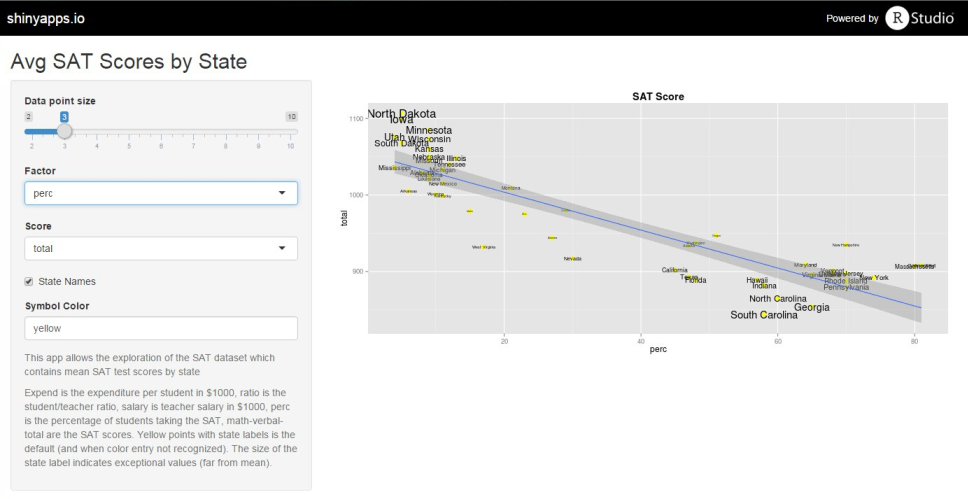 shinyapps.io
Powered by R Studio
Avg SAT Scores by State
Data point size
2 3 10
2 3 4 5 6 7 8 9 10
Factor
perc
Score
total
State Names
Symbol Color
yellow
This app allows the exploration of the SAT dataset which
contains mean SAT test scores by state
Expend is the expenditure per student in $1000, ratio is the
student/teacher ratio, salary is teacher salary in $1000, perc
is the percentage of students taking the SAT, math-verbal-
total are the SAT scores. Yellow points with state labels is the
default (and when color entry not recognized). The size of the
state label indicates exceptional values (far from mean).
SAT Score
1100
1000
900
total
North Dakota
Iowa
Minnesota
Utah Wisconsin
South Dakota
Kansas
Nebraska Illinois
Missouri
Tennessee
Mississippi
Michigan
New Mexico
Arkansas
Montana
West Virginia
Nevada
New Hampshire
Maryland
California
Massachusetts
Vermont
Florida
Hawaii
New York
Indiana
Rhode Island
Pennsylvania
North Carolina
Georgia
South Carolina
20 40 60 80
perc